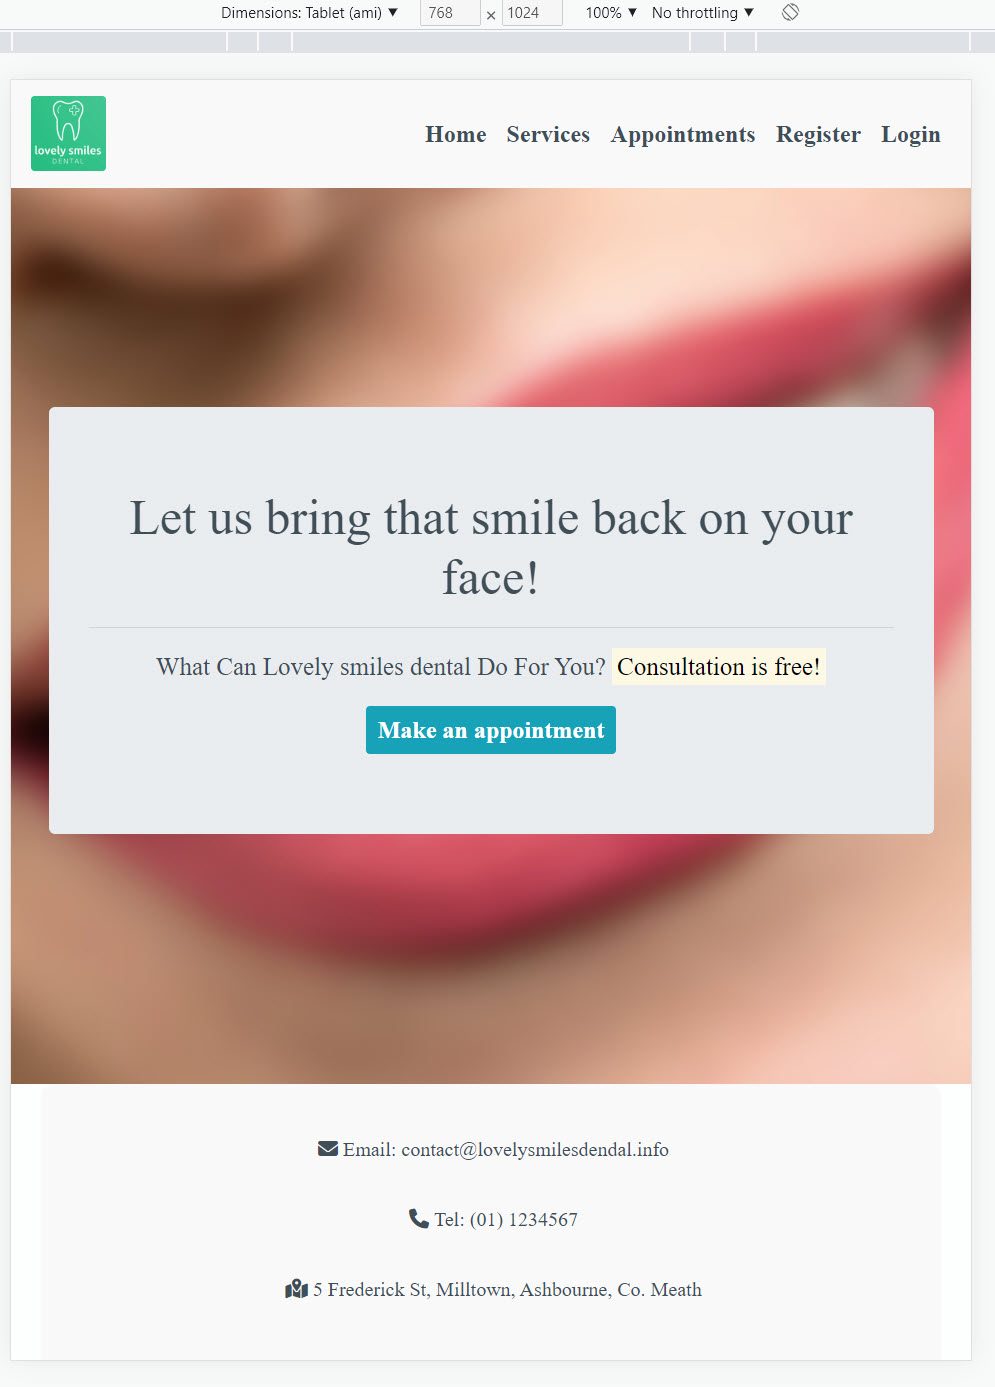 Dimensions: Tablet (ami) ▼ 768 × 1024 100% ▼ No throttling ▼
lovely smiles
DENTAL
Home Services Appointments Register Login
Let us bring that smile back on your
face!
What Can Lovely smiles dental Do For You? Consultation is free!
Make an appointment
Email: contact@lovelysmilesdendal.info
Tel: (01) 1234567
5 Frederick St, Milltown, Ashbourne, Co. Meath